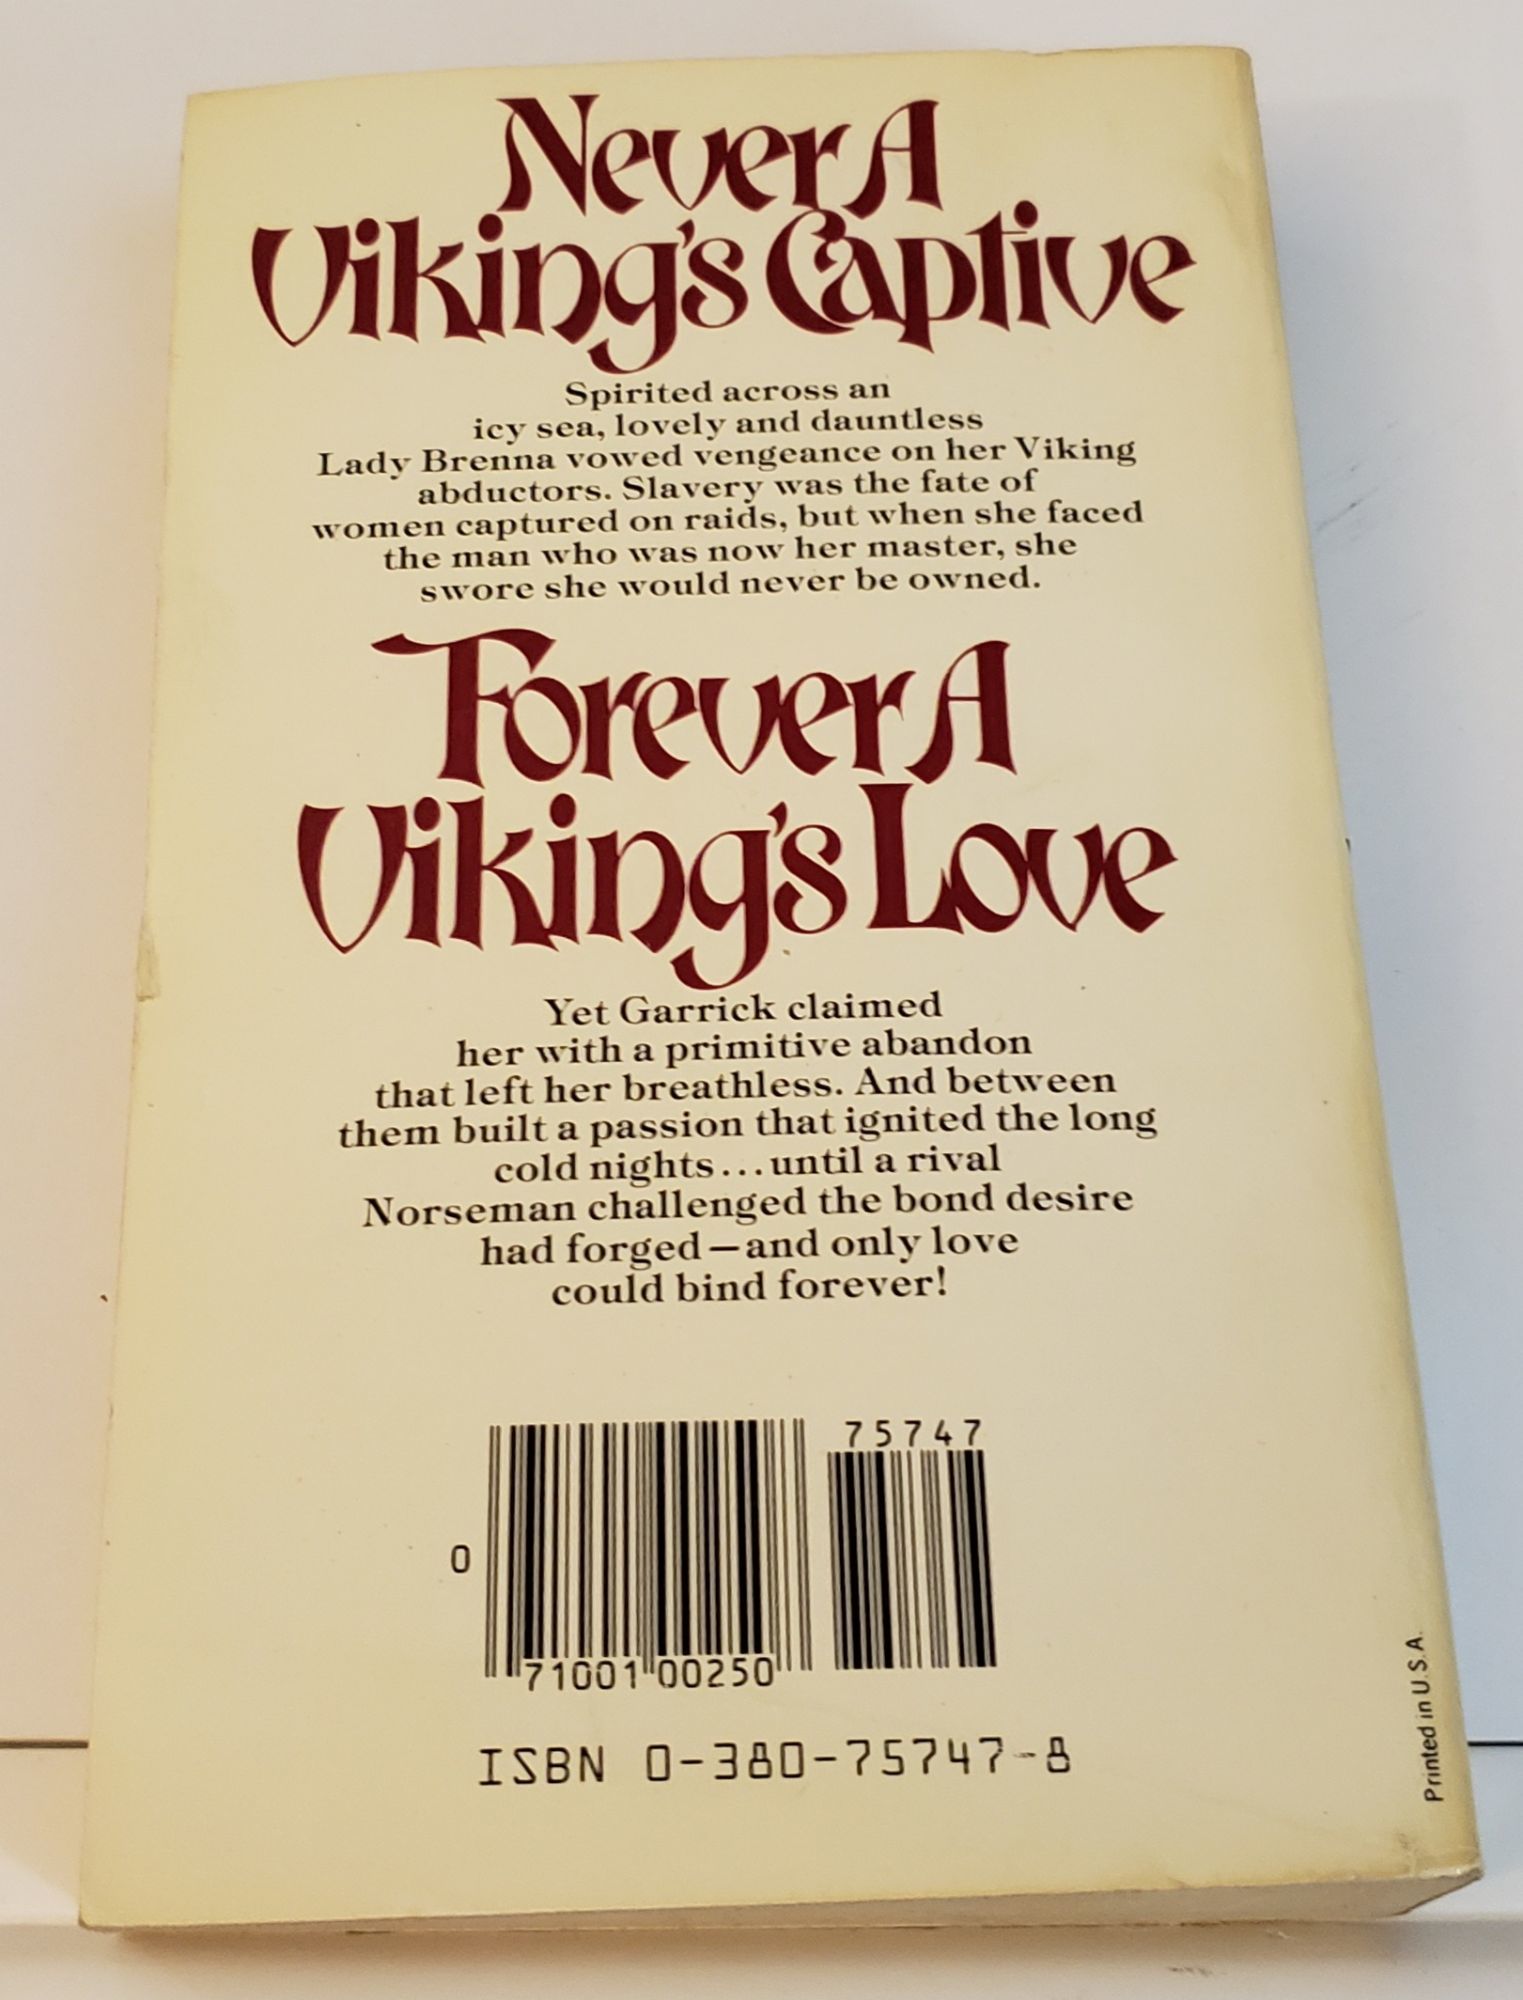 Never A
Viking's Captive
Spirited across an
icy sea, lovely and dauntless
Lady Brenna vowed vengeance on her Viking
abductors. Slavery was the fate of
women captured on raids, but when she faced
the man who was now her master, she
swore she would never be owned.
Forever A
Viking's Love
Yet Garrick claimed
her with a primitive abandon
that left her breathless. And between
them built a passion that ignited the long
cold nights...until a rival
Norseman challenged the bond desire
had forged—and only love
could bind forever!
75747
0
71001 00250
ISBN 0-380-75747-8
Printed in U.S.A.